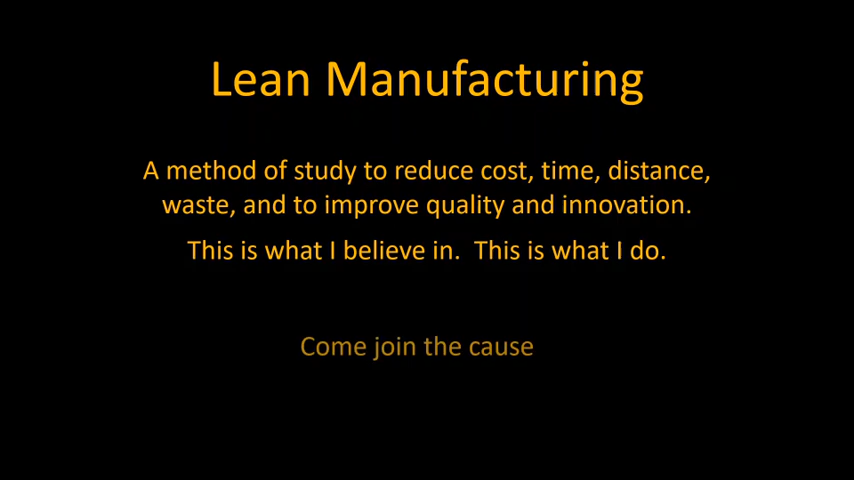 Lean Manufacturing
A method of study to reduce cost, time, distance,
waste, and to improve quality and innovation.
This is what I believe in.  This is what I do.
Come join the cause